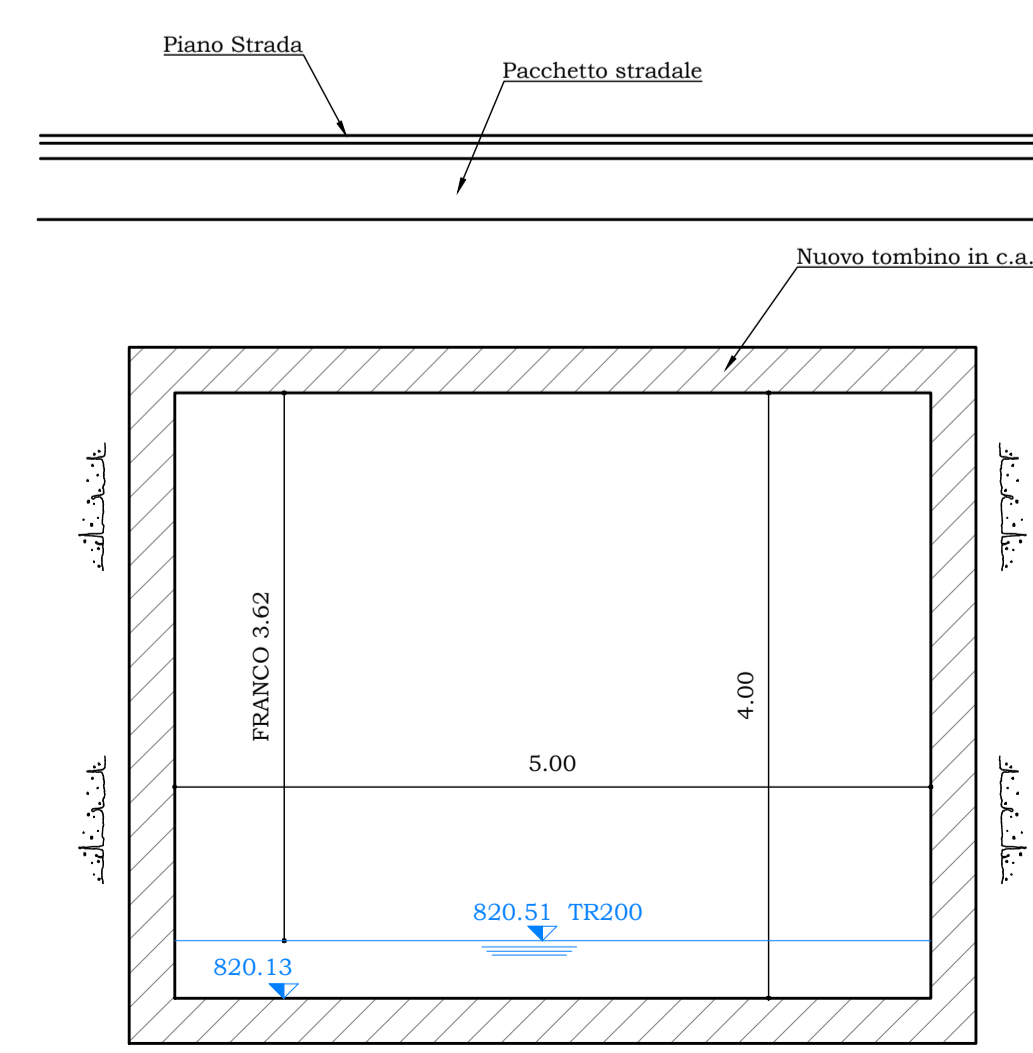 Piano Strada
Pacchetto stradale
Nuovo tombino in c.a.
FRANCO 3.62
4.00
5.00
820.51 TR200
820.13